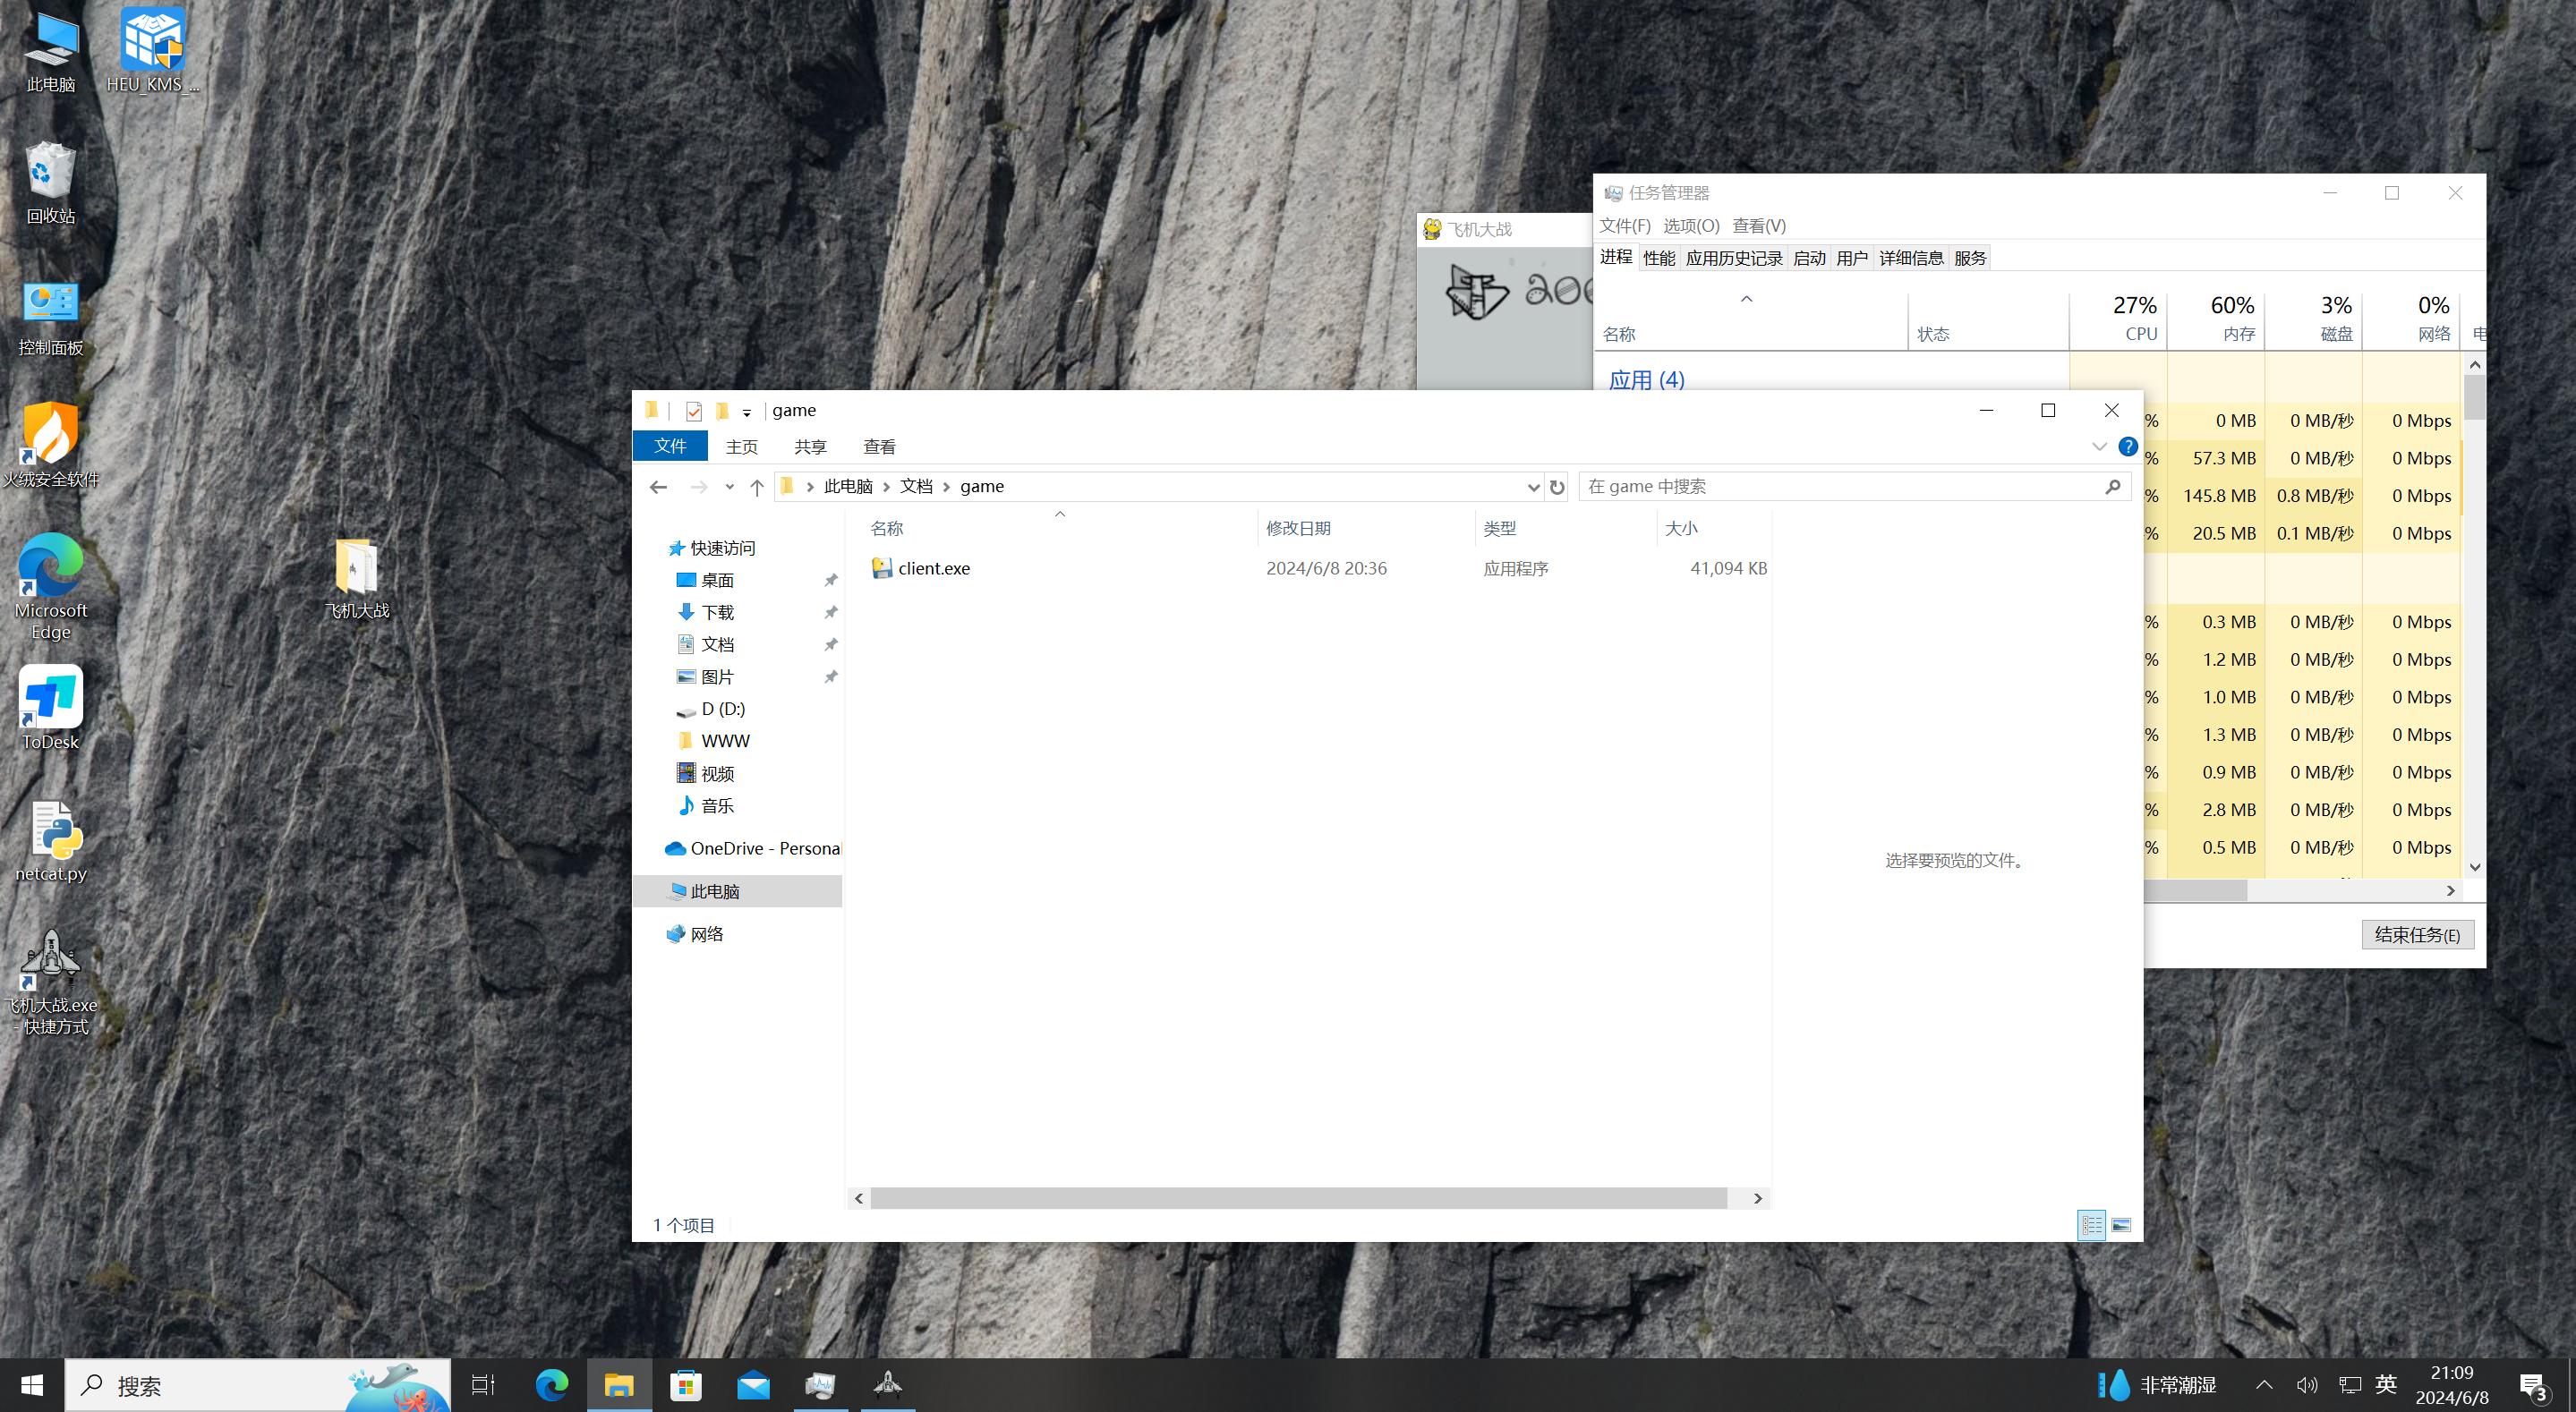 此电脑
HEU_KMS_...
回收站
控制面板
火绒安全软件
Microsoft
Edge
飞机大战
ToDesk
netcat.py
飞机大战.exe
- 快捷方式
飞机大战
任务管理器
文件(F) 选项(O) 查看(V)
进程 性能 应用历史记录 启动 用户 详细信息 服务
27% 60% 3% 0%
名称 状态 CPU 内存 磁盘 网络 电
应用 (4)
% 0 MB 0 MB/秒 0 Mbps
% 57.3 MB 0 MB/秒 0 Mbps
% 145.8 MB 0.8 MB/秒 0 Mbps
% 20.5 MB 0.1 MB/秒 0 Mbps
% 0.3 MB 0 MB/秒 0 Mbps
% 1.2 MB 0 MB/秒 0 Mbps
% 1.0 MB 0 MB/秒 0 Mbps
% 1.3 MB 0 MB/秒 0 Mbps
% 0.9 MB 0 MB/秒 0 Mbps
% 2.8 MB 0 MB/秒 0 Mbps
% 0.5 MB 0 MB/秒 0 Mbps
结束任务(E)
game
文件 主页 共享 查看
此电脑 文档 game
在 game 中搜索
名称 修改日期 类型 大小
client.exe 2024/6/8 20:36 应用程序 41,094 KB
快速访问
桌面
下载
文档
图片
D (D:)
WWW
视频
音乐
OneDrive - Personal
此电脑
网络
选择要预览的文件。
1 个项目
搜索
非常潮湿
英
21:09
2024/6/8
3